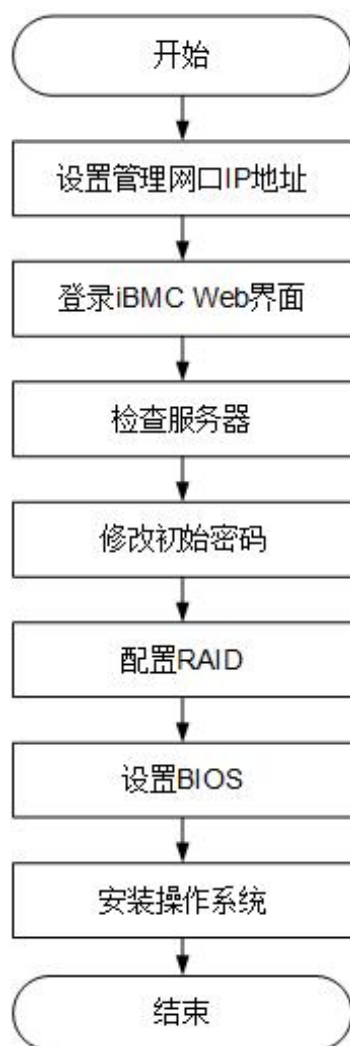 开始
设置管理网口IP地址
登录iBMC Web界面
检查服务器
修改初始密码
配置RAID
设置BIOS
安装操作系统
结束